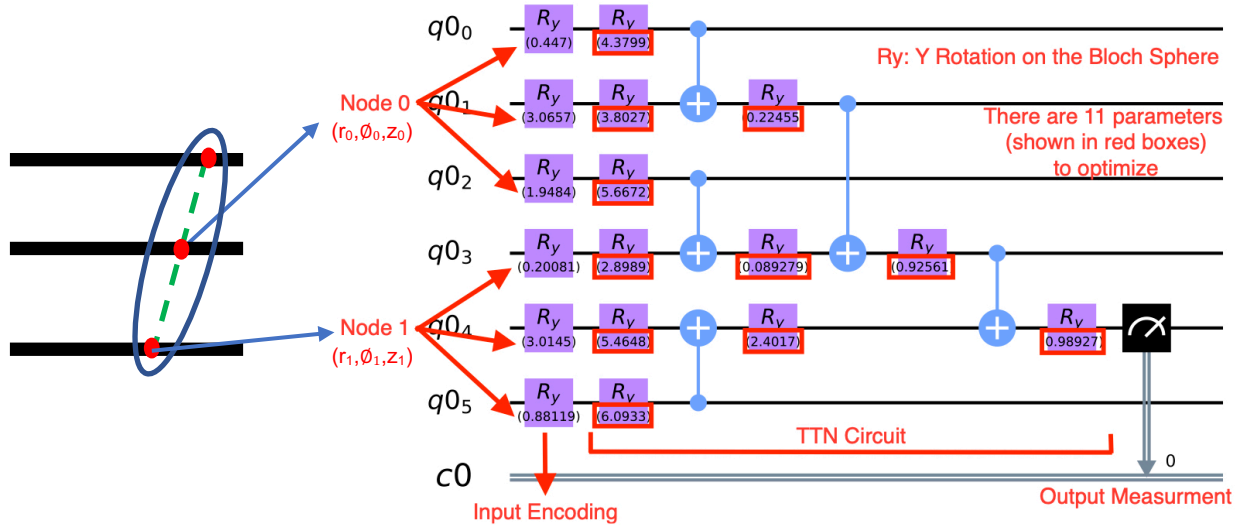 q0₀ R_y (0.447) R_y (4.3799)
Ry: Y Rotation on the Bloch Sphere
Node 0
(r₀,Ø₀,z₀)
q0₁ R_y (3.0657) R_y (3.8027) R_y (0.22455)
There are 11 parameters
(shown in red boxes)
to optimize
q0₂ R_y (1.9484) R_y (5.6672)
q0₃ R_y (0.20081) R_y (2.8989) R_y (0.089279) R_y (0.92561)
Node 1
(r₁,Ø₁,z₁)
q0₄ R_y (3.0145) R_y (5.4648) R_y (2.4017) R_y (0.98927)
q0₅ R_y (0.88119) R_y (6.0933)
TTN Circuit
c0
0
Input Encoding
Output Measurment